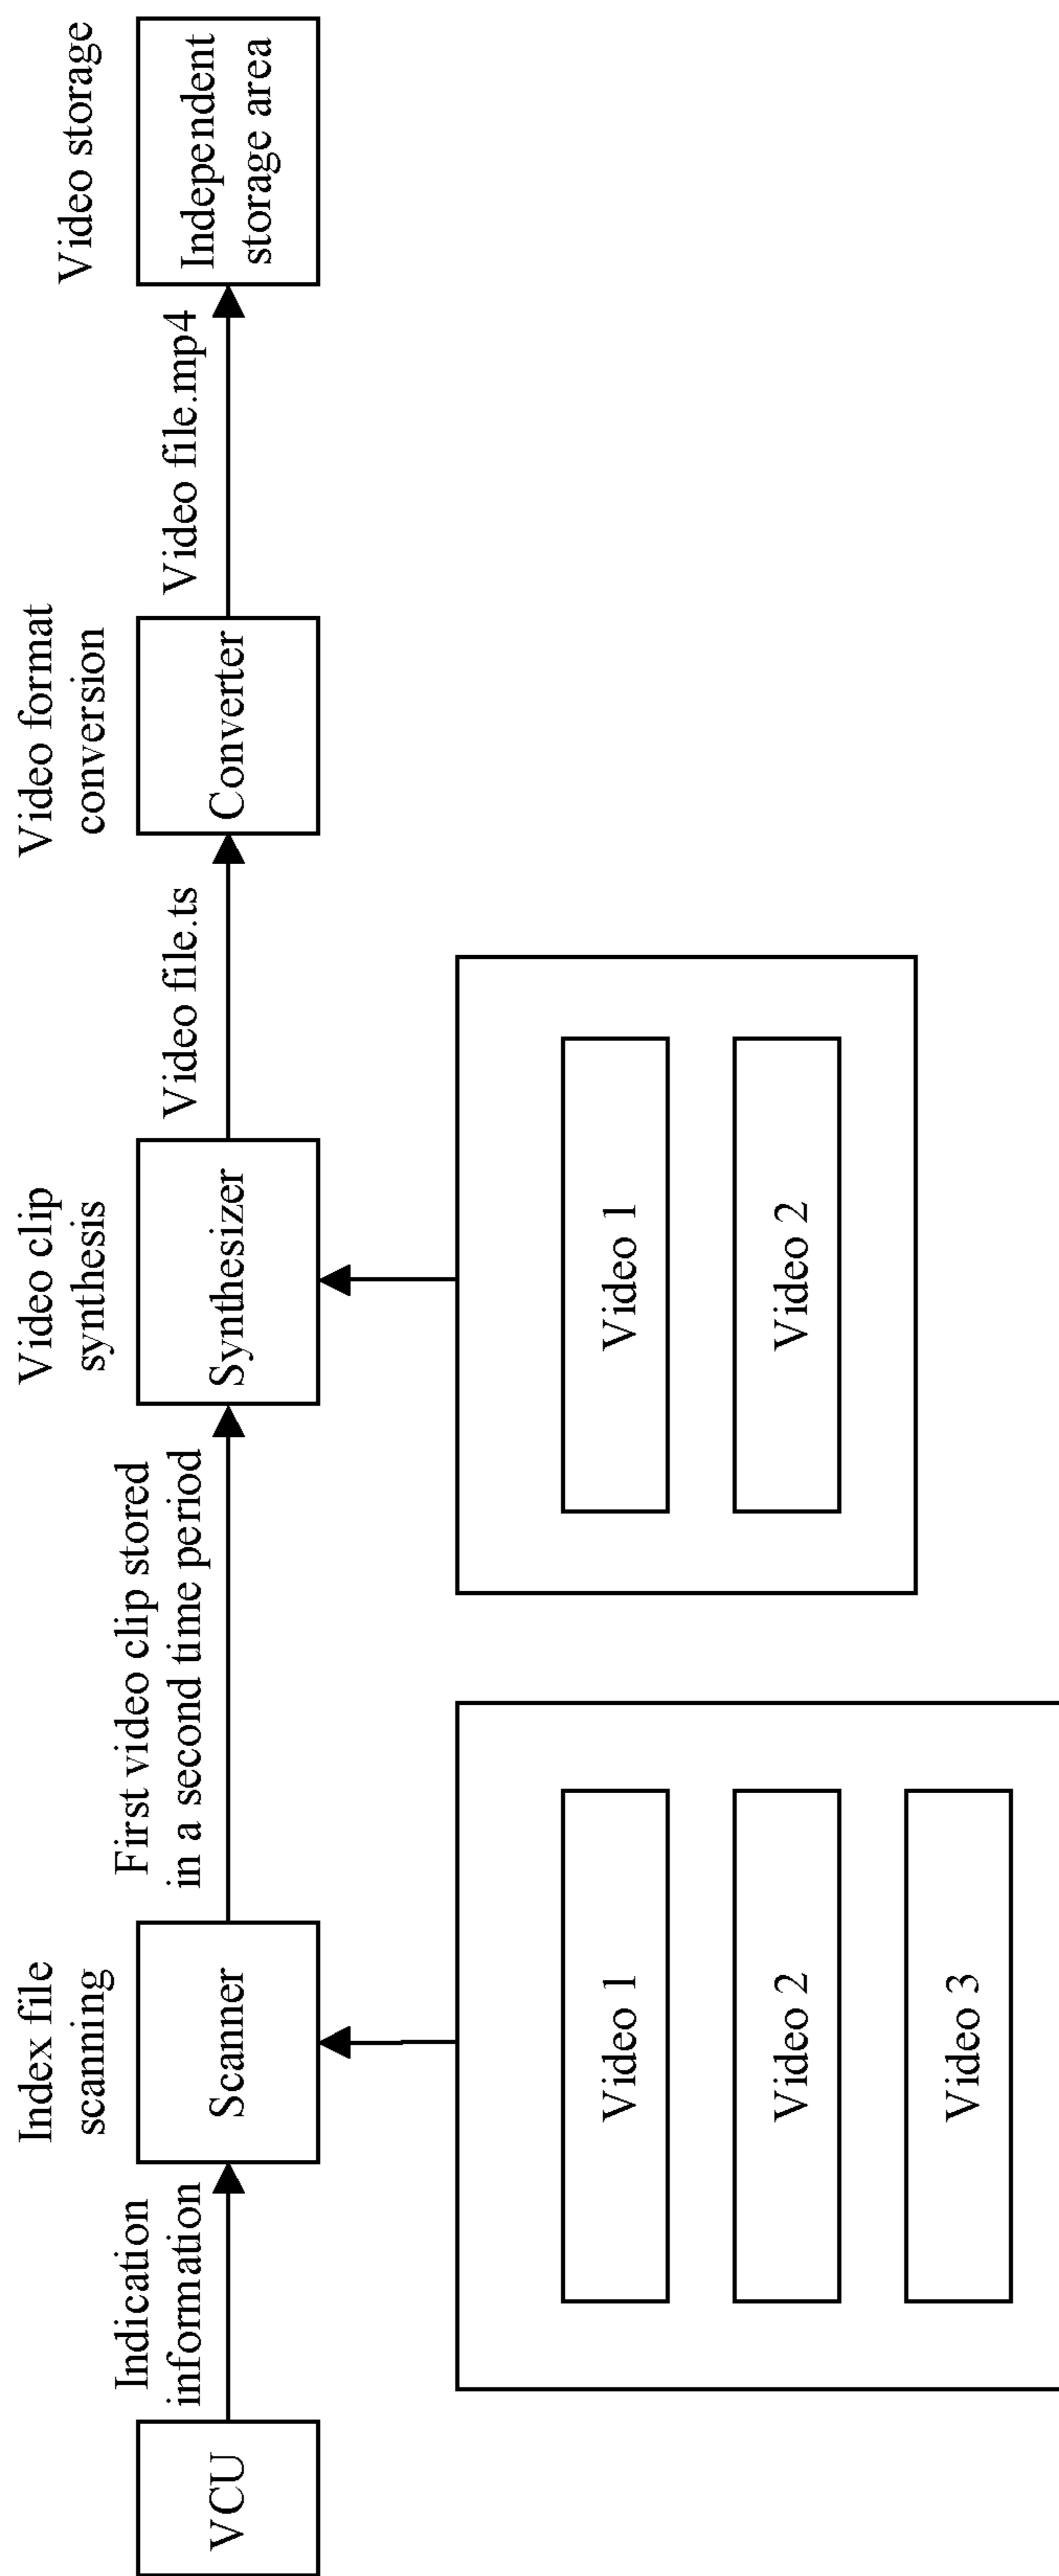 VCU
Indication
information
Index file
scanning
Scanner
Video 1
Video 2
Video 3
First video clip stored
in a second time period
Video clip
synthesis
Synthesizer
Video 1
Video 2
Video file.ts
Video format
conversion
Converter
Video file.mp4
Video storage
Independent
storage area